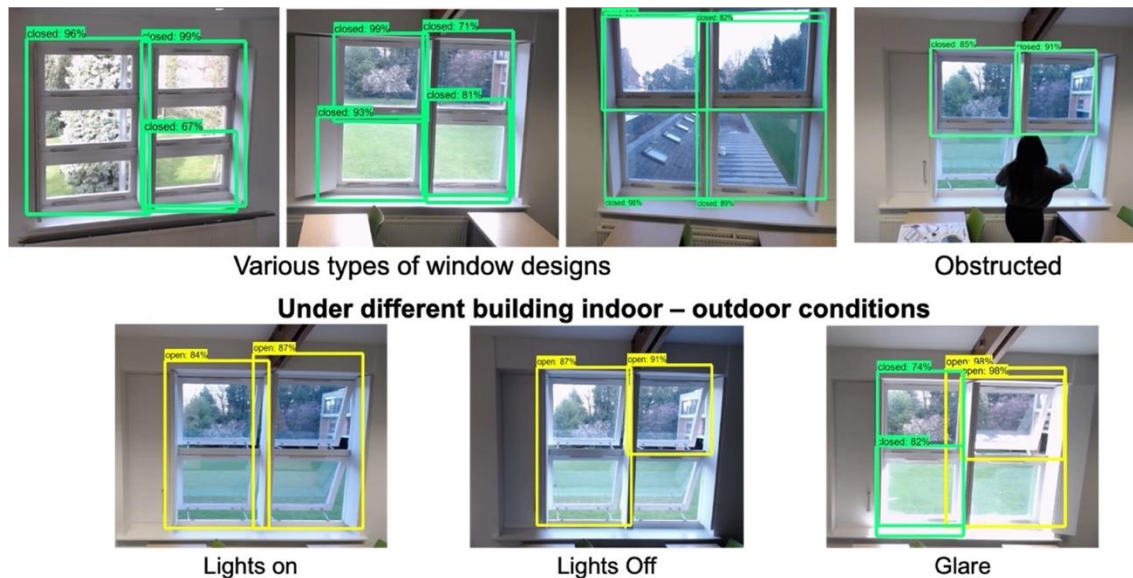 closed: 96%
closed: 99%
closed: 67%
closed: 99%
closed: 71%
closed: 93%
closed: 81%
closed: 82%
closed: 98%
closed: 89%
closed: 85%
closed: 91%
Various types of window designs
Obstructed
Under different building indoor – outdoor conditions
open: 84%
open: 87%
open: 87%
open: 91%
closed: 74%
open: 98%
open: 98%
closed: 82%
Lights on
Lights Off
Glare